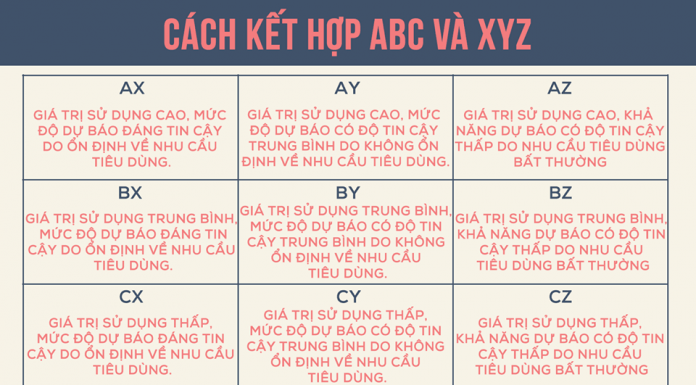 CÁCH KẾT HỢP ABC VÀ XYZ
AX
GIÁ TRỊ SỬ DỤNG CAO, MỨC
ĐỘ DỰ BÁO ĐÁNG TIN CẬY
DO ỔN ĐỊNH VỀ NHU CẦU
TIÊU DÙNG.
AY
GIÁ TRỊ SỬ DỤNG CAO, MỨC
ĐỘ DỰ BÁO CÓ ĐỘ TIN CẬY
TRUNG BÌNH DO KHÔNG ỔN
ĐỊNH VỀ NHU CẦU TIÊU DÙNG.
AZ
GIÁ TRỊ SỬ DỤNG CAO, KHẢ
NĂNG DỰ BÁO CÓ ĐỘ TIN CẬY
THẤP DO NHU CẦU TIÊU DÙNG
BẤT THƯỜNG
BX
GIÁ TRỊ SỬ DỤNG TRUNG BÌNH,
MỨC ĐỘ DỰ BÁO ĐÁNG TIN
CẬY DO ỔN ĐỊNH VỀ NHU CẦU
TIÊU DÙNG.
BY
GIÁ TRỊ SỬ DỤNG TRUNG BÌNH,
MỨC ĐỘ DỰ BÁO CÓ ĐỘ TIN
CẬY TRUNG BÌNH DO KHÔNG
ỔN ĐỊNH VỀ NHU CẦU
TIÊU DÙNG.
BZ
GIÁ TRỊ SỬ DỤNG TRUNG BÌNH,
KHẢ NĂNG DỰ BÁO CÓ ĐỘ TIN
CẬY THẤP DO NHU CẦU
TIÊU DÙNG BẤT THƯỜNG
CX
GIÁ TRỊ SỬ DỤNG THẤP,
MỨC ĐỘ DỰ BÁO ĐÁNG TIN
CẬY DO ỔN ĐỊNH VỀ NHU CẦU
TIÊU DÙNG.
CY
GIÁ TRỊ SỬ DỤNG THẤP,
MỨC ĐỘ DỰ BÁO CÓ ĐỘ TIN
CẬY TRUNG BÌNH DO KHÔNG
ỔN ĐỊNH VỀ NHU CẦU
TIÊU DÙNG.
CZ
GIÁ TRỊ SỬ DỤNG THẤP,
KHẢ NĂNG DỰ BÁO CÓ ĐỘ TIN
CẬY THẤP DO NHU CẦU
TIÊU DÙNG BẤT THƯỜNG